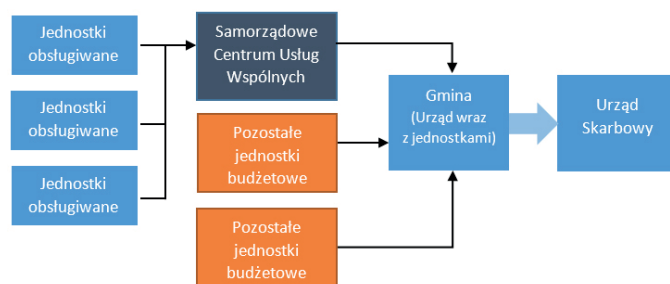 Jednostki
obsługiwane
Jednostki
obsługiwane
Jednostki
obsługiwane
Samorządowe
Centrum Usług
Wspólnych
Pozostałe
jednostki
budżetowe
Pozostałe
jednostki
budżetowe
Gmina
(Urząd wraz
z jednostkami)
Urząd
Skarbowy